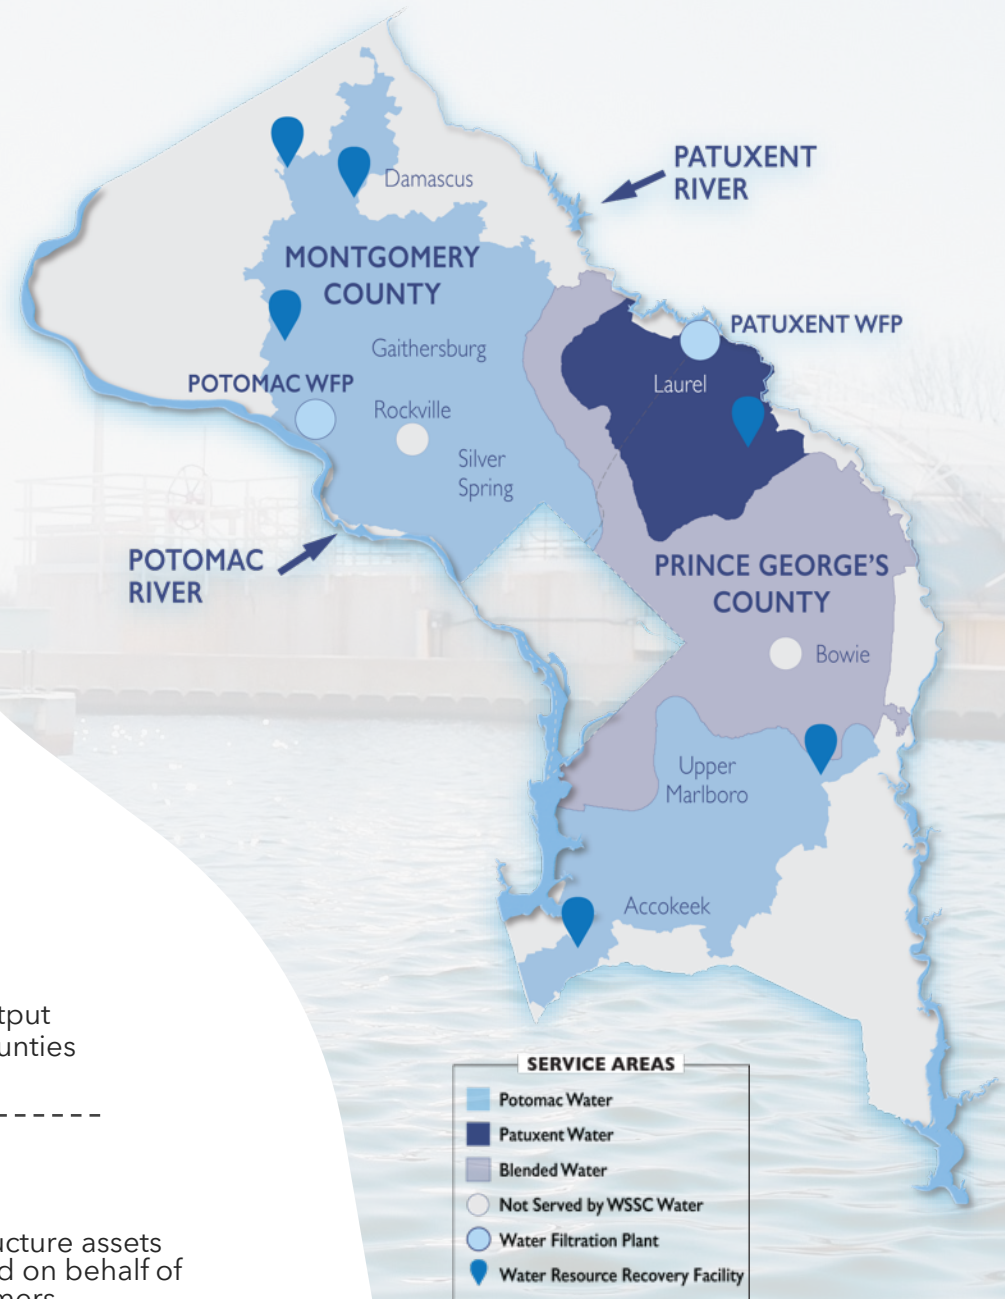 PATUXENT
RIVER
Damascus
MONTGOMERY
COUNTY
PATUXENT WFP
Gaithersburg
POTOMAC WFP
Laurel
Rockville
Silver
Spring
POTOMAC
RIVER
PRINCE GEORGE'S
COUNTY
Bowie
Upper
Marlboro
Accokeek
tput
unties
ucture assets
d on behalf of
mers
SERVICE AREAS
Potomac Water
Patuxent Water
Blended Water
Not Served by WSSC Water
Water Filtration Plant
Water Resource Recovery Facility